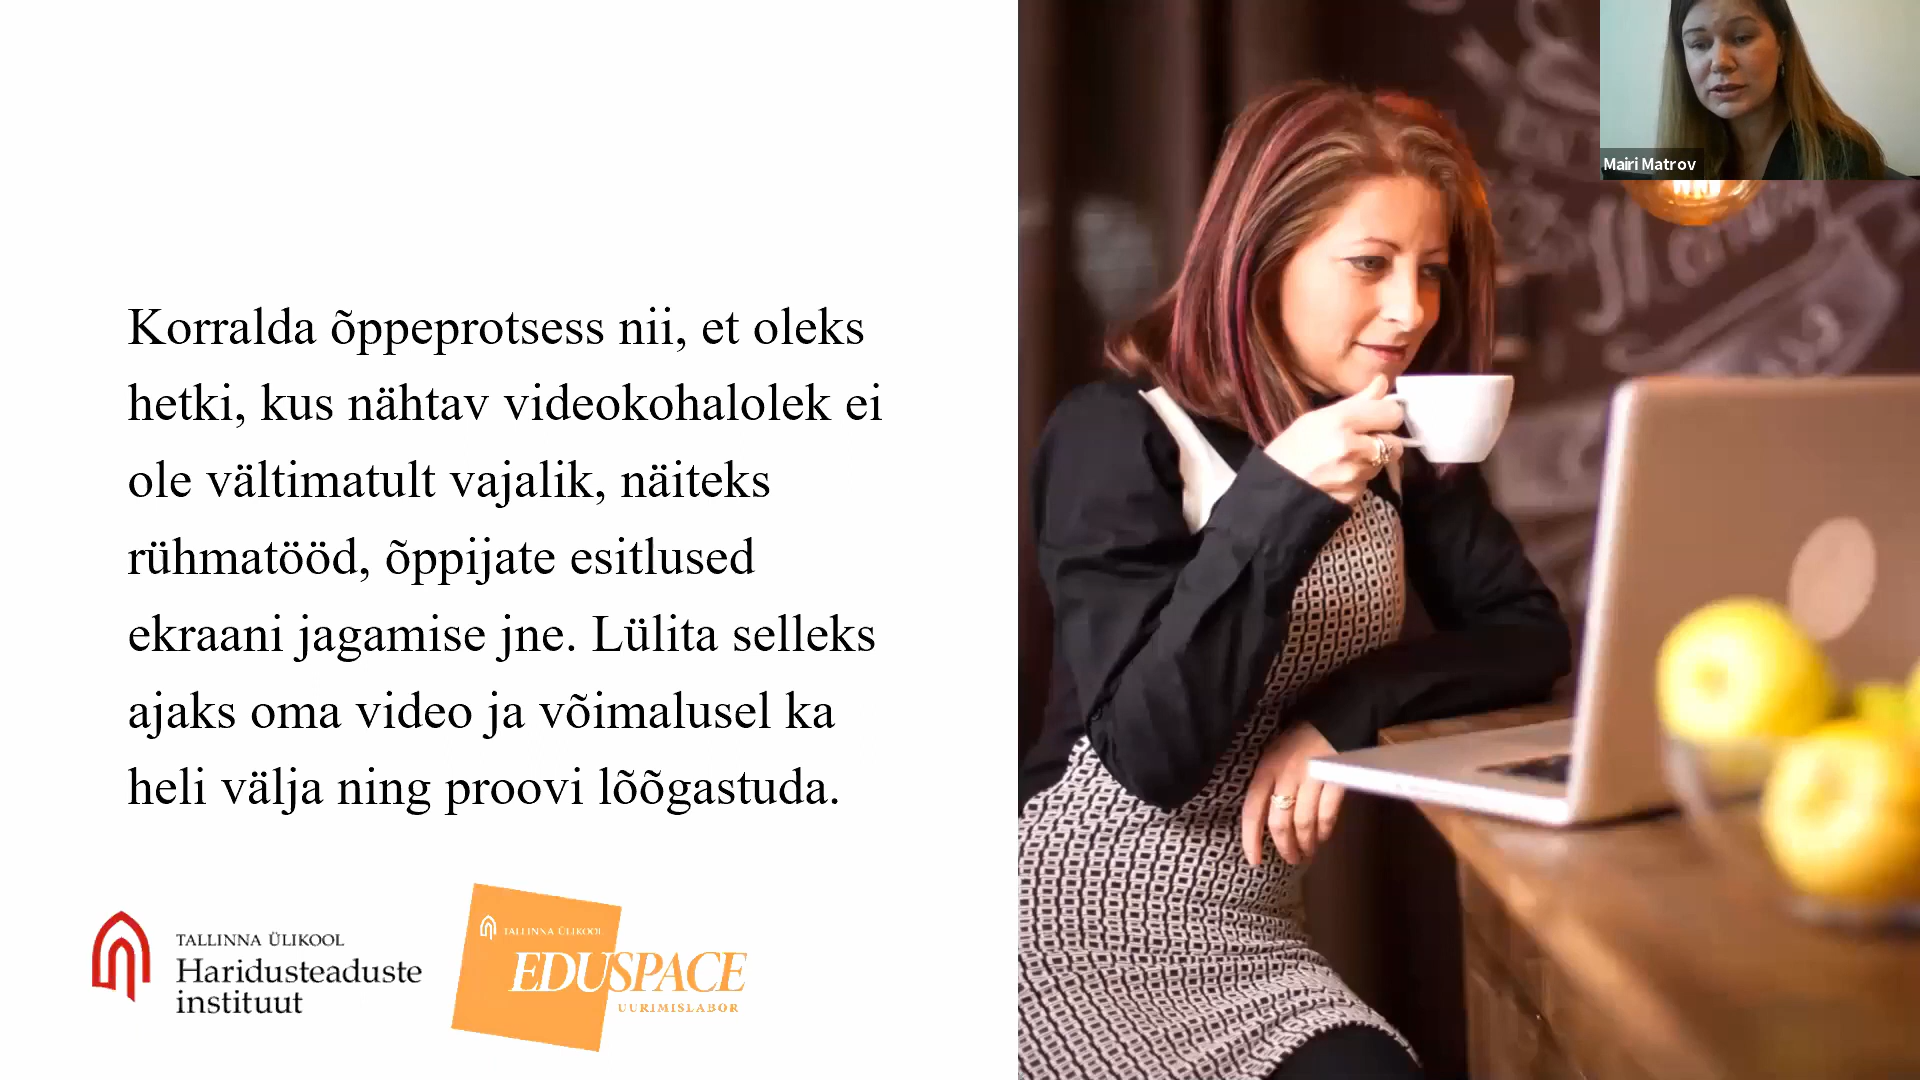 Mairi Matrov
Korralda õppeprotsess nii, et oleks
hetki, kus nähtav videokohalolek ei
ole vältimatult vajalik, näiteks
rühmatööd, õppijate esitlused
ekraani jagamise jne. Lülita selleks
ajaks oma video ja võimalusel ka
heli välja ning proovi lõõgastuda.
TALLINNA ÜLIKOOL
Haridusteaduste
instituut
TALLINNA ÜLIKOOL
EDUSPACE
UURIMISLABOR